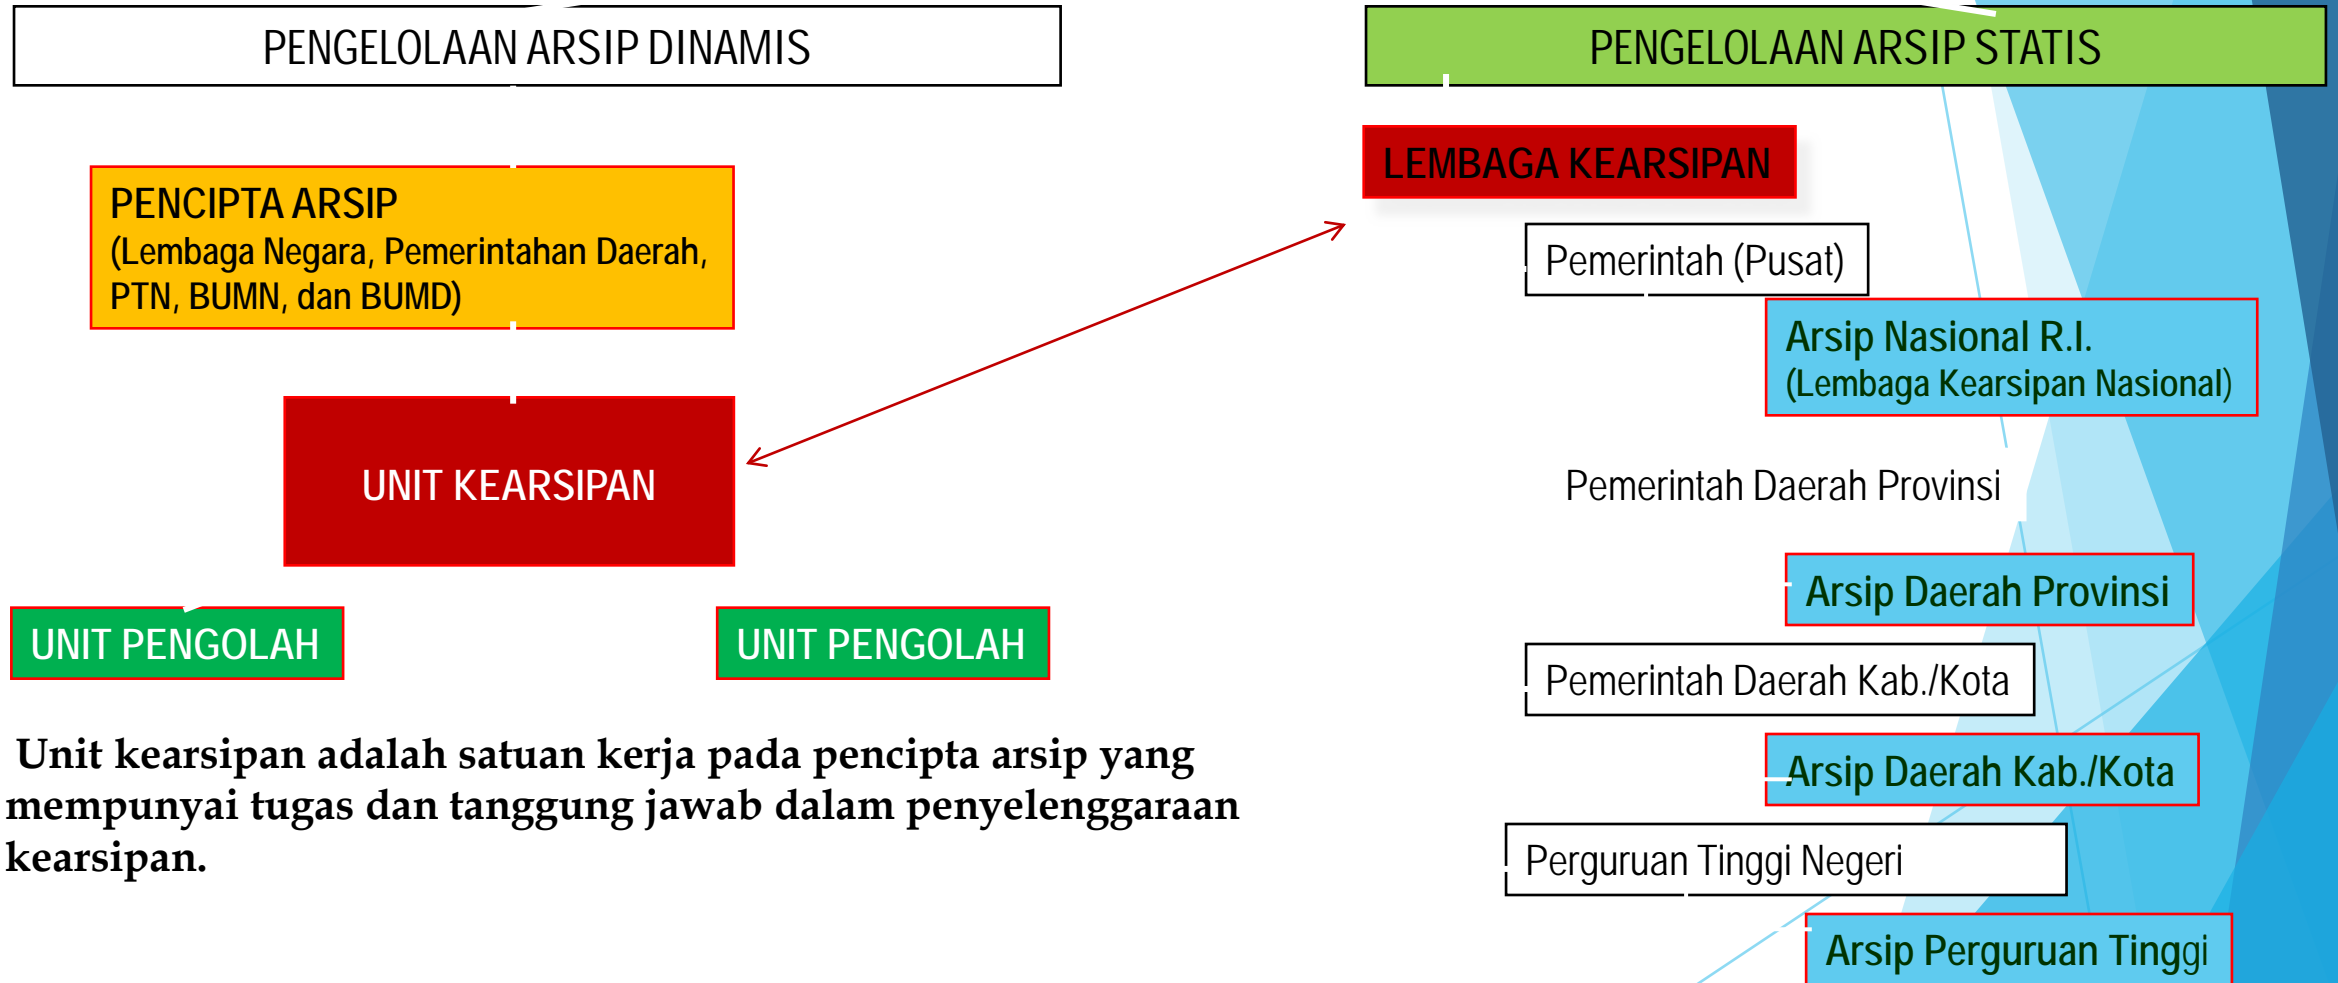 PENGELOLAAN ARSIP DINAMIS
PENCIPTA ARSIP
(Lembaga Negara, Pemerintahan Daerah,
PTN, BUMN, dan BUMD)
UNIT KEARSIPAN
UNIT PENGOLAH
UNIT PENGOLAH
Unit kearsipan adalah satuan kerja pada pencipta arsip yang
mempunyai tugas dan tanggung jawab dalam penyelenggaraan
kearsipan.
PENGELOLAAN ARSIP STATIS
LEMBAGA KEARSIPAN
Pemerintah (Pusat)
Arsip Nasional R.I.
(Lembaga Kearsipan Nasional)
Pemerintah Daerah Provinsi
Arsip Daerah Provinsi
Pemerintah Daerah Kab./Kota
Arsip Daerah Kab./Kota
Perguruan Tinggi Negeri
Arsip Perguruan Tinggi